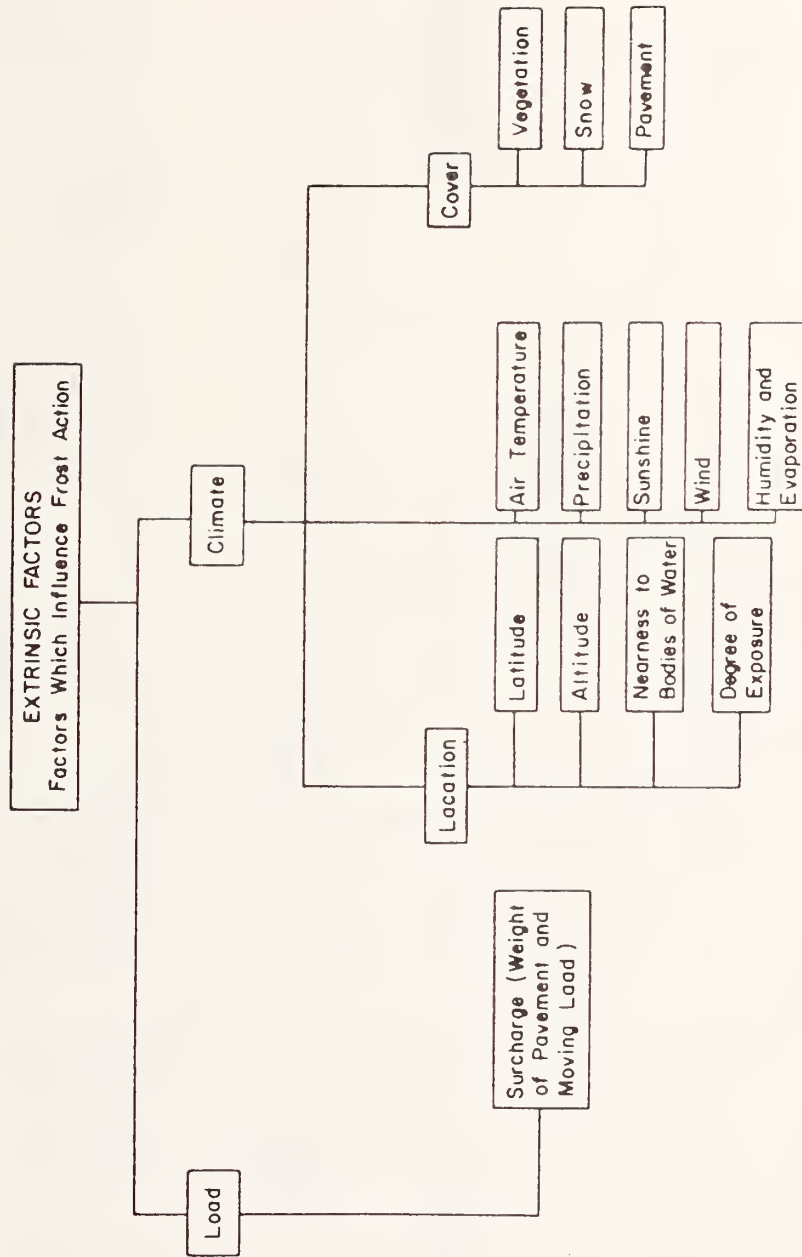 EXTRINSIC FACTORS
Factors Which Influence Frost Action
Load
Climate
Surcharge (Weight
of Pavement and
Moving Load)
Location
Latitude
Altitude
Nearness to
Bodies of Water
Degree of
Exposure
Air Temperature
Precipitation
Sunshine
Wind
Humidity and
Evaporation
Cover
Vegetation
Snow
Pavement